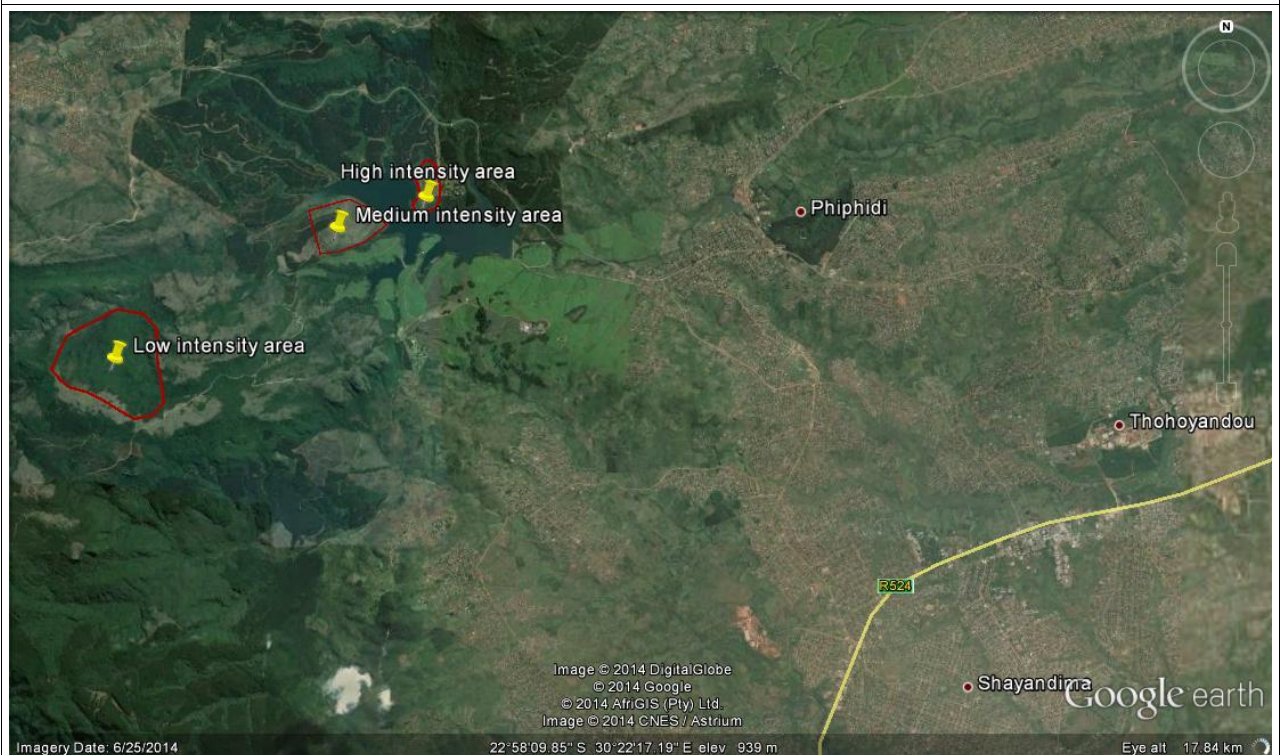 N
High intensity area
Medium intensity area
Phiphidi
Low intensity area
Thohoyandou
R524
Image © 2014 DigitalGlobe
© 2014 Google
© 2014 AfriGIS (Pty) Ltd.
Image © 2014 CNES / Astrium
Shayandima
Google earth
Imagery Date: 6/25/2014
22°58'09.85" S 30°22'17.19" E elev 939 m
Eye alt 17.84 km